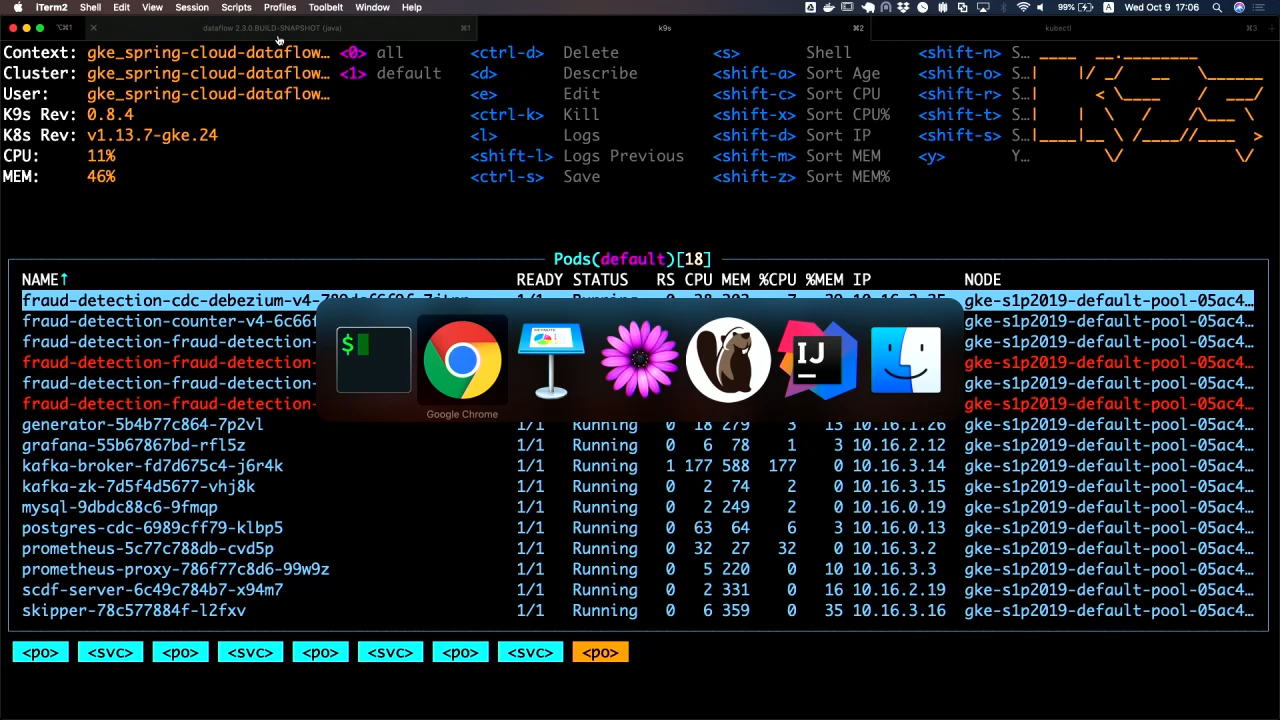 iTerm2 Shell Edit View Session Scripts Profiles Toolbelt Window Help 99% A Wed Oct 9 17:06
⌥⌘1 dataflow 2.3.0.BUILD-SNAPSHOT (java) ⌘1 k9s ⌘2 kubectl ⌘3
Context: gke_spring-cloud-dataflow… <0> all <ctrl-d> Delete <s> Shell <shift-n> S…
Cluster: gke_spring-cloud-dataflow… <1> default <d> Describe <shift-a> Sort Age <shift-o> S…
User: gke_spring-cloud-dataflow… <e> Edit <shift-c> Sort CPU <shift-r> S…
K9s Rev: 0.8.4 <ctrl-k> Kill <shift-x> Sort CPU% <shift-t> S…
K8s Rev: v1.13.7-gke.24 <l> Logs <shift-d> Sort IP <shift-s> S…
CPU: 11% <shift-l> Logs Previous <shift-m> Sort MEM <y> Y…
MEM: 46% <ctrl-s> Save <shift-z> Sort MEM%
Pods(default)[18]
NAME↑ READY STATUS RS CPU MEM %CPU %MEM IP NODE
fraud-detection-cdc-debezium-v4- gke-s1p2019-default-pool-05ac4…
fraud-detection-counter-v4-6c66f gke-s1p2019-default-pool-05ac4…
fraud-detection-fraud-detection- gke-s1p2019-default-pool-05ac4…
fraud-detection-fraud-detection- gke-s1p2019-default-pool-05ac4…
fraud-detection-fraud-detection- gke-s1p2019-default-pool-05ac4…
fraud-detection-fraud-detection- gke-s1p2019-default-pool-05ac4…
$ IJ
Google Chrome
generator-5b4b77c864-7p2vl 1/1 Running 0 18 279 3 13 10.16.1.26 gke-s1p2019-default-pool-05ac4…
grafana-55b67867bd-rfl5z 1/1 Running 0 6 78 1 3 10.16.2.12 gke-s1p2019-default-pool-05ac4…
kafka-broker-fd7d675c4-j6r4k 1/1 Running 1 177 588 177 0 10.16.3.14 gke-s1p2019-default-pool-05ac4…
kafka-zk-7d5f4d5677-vhj8k 1/1 Running 0 2 74 2 0 10.16.3.15 gke-s1p2019-default-pool-05ac4…
mysql-9dbdc88c6-9fmqp 1/1 Running 0 2 249 2 0 10.16.0.19 gke-s1p2019-default-pool-05ac4…
postgres-cdc-6989cff79-klbp5 1/1 Running 0 63 64 6 3 10.16.0.13 gke-s1p2019-default-pool-05ac4…
prometheus-5c77c788db-cvd5p 1/1 Running 0 32 27 32 0 10.16.3.2 gke-s1p2019-default-pool-05ac4…
prometheus-proxy-786f77c8d6-99w9z 1/1 Running 0 5 220 0 10 10.16.3.3 gke-s1p2019-default-pool-05ac4…
scdf-server-6c49c784b7-x94m7 1/1 Running 0 2 331 0 16 10.16.2.19 gke-s1p2019-default-pool-05ac4…
skipper-78c577884f-l2fxv 1/1 Running 0 6 359 0 35 10.16.3.16 gke-s1p2019-default-pool-05ac4…
<po> <svc> <po> <svc> <po> <svc> <po> <svc> <po>